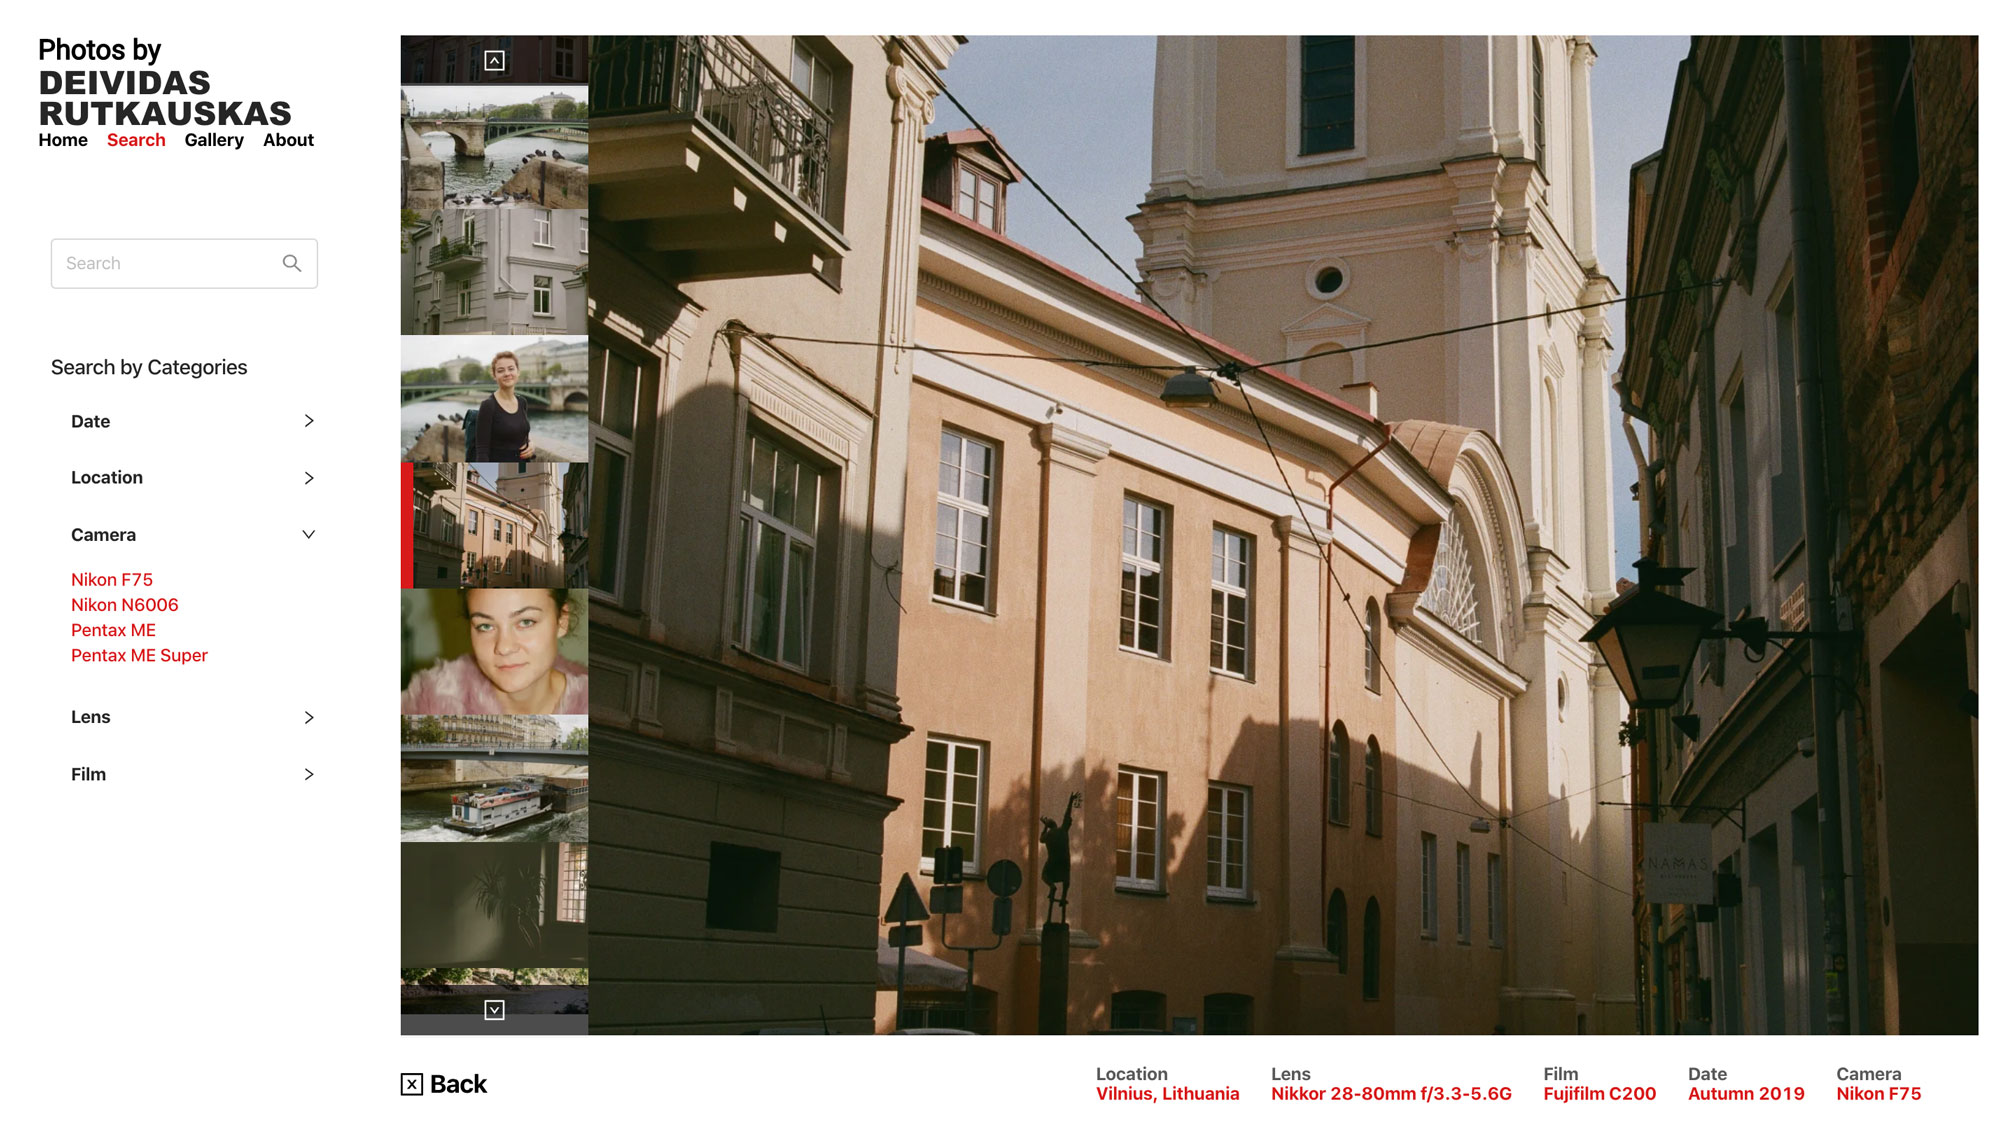 Photos by
DEIVIDAS
RUTKAUSKAS
Home Search Gallery About
Search
Search by Categories
Date
Location
Camera
Nikon F75
Nikon N6006
Pentax ME
Pentax ME Super
Lens
Film
NAMAS
x Back
Location
Vilnius, Lithuania
Lens
Nikkor 28-80mm f/3.3-5.6G
Film
Fujifilm C200
Date
Autumn 2019
Camera
Nikon F75